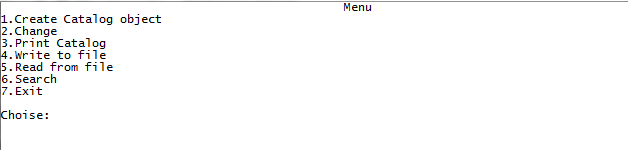 Menu
1.Create Catalog object
2.Change
3.Print Catalog
4.Write to file
5.Read from file
6.Search
7.Exit
Choise: